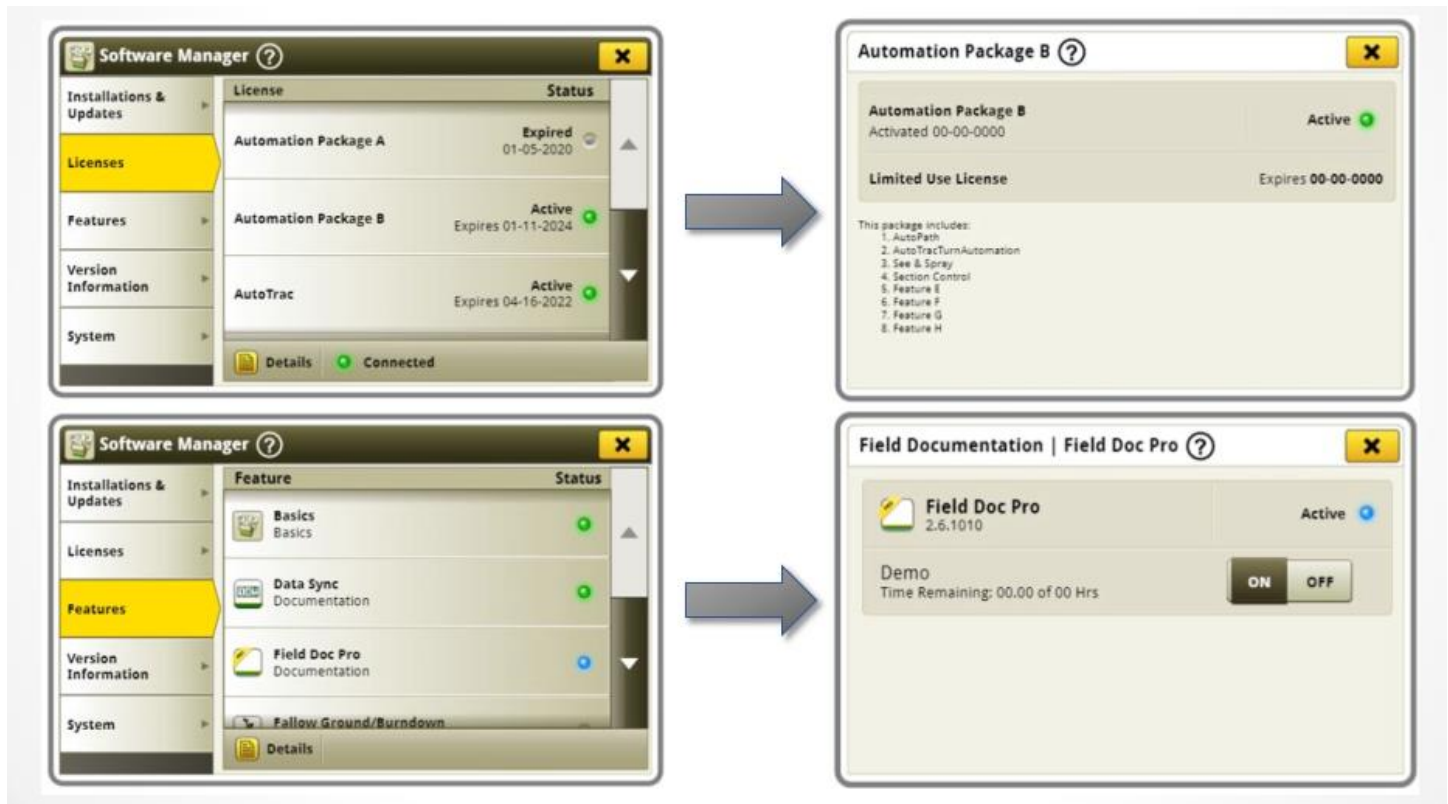 Software Manager ?
Installations &
Updates
Licenses
Features
Version
Information
System
License Status
Automation Package A Expired
01-05-2020
Automation Package B Active
Expires 01-11-2024
AutoTrac Active
Expires 04-16-2022
Details Connected
Automation Package B ?
Automation Package B Active
Activated 00-00-0000
Limited Use License Expires 00-00-0000
This package includes:
1. AutoPath
2. AutoTracTurnAutomation
3. See & Spray
4. Section Control
5. Feature E
6. Feature F
7. Feature G
8. Feature H
Software Manager ?
Installations &
Updates
Licenses
Features
Version
Information
System
Feature Status
Basics
Basics
Data Sync
Documentation
Field Doc Pro
Documentation
Fallow Ground/Burndown
Details
Field Documentation | Field Doc Pro ?
Field Doc Pro Active
2.6.1010
Demo ON OFF
Time Remaining: 00.00 of 00 Hrs